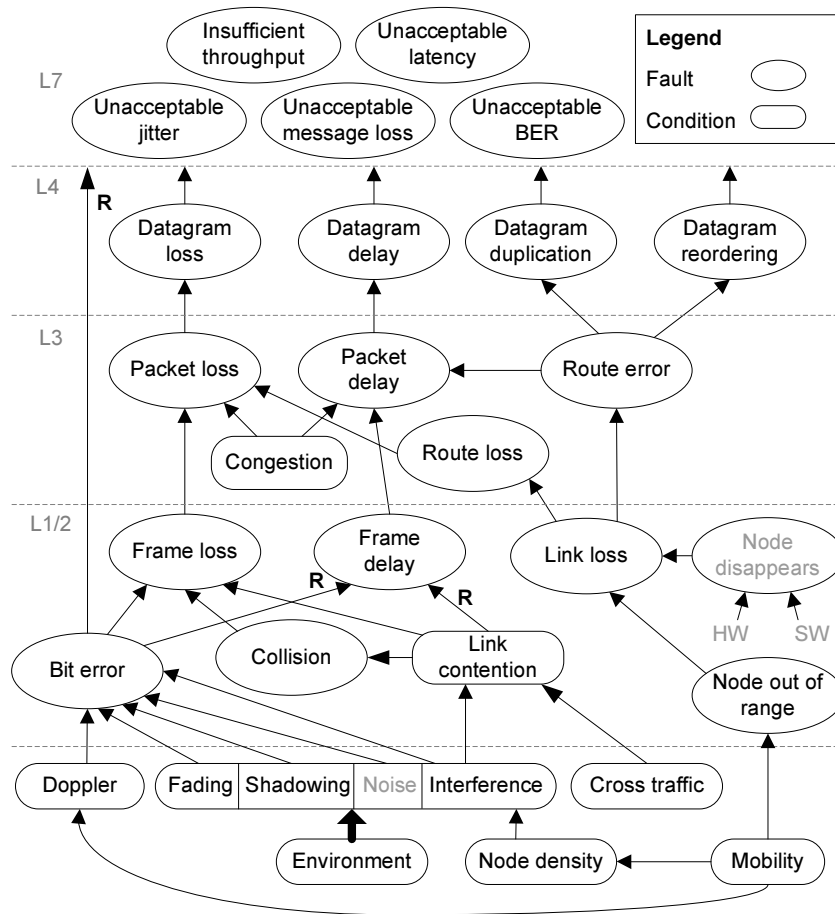 Insufficient
throughput
Unacceptable
latency
Legend
Fault
Condition
L7
Unacceptable
jitter
Unacceptable
message loss
Unacceptable
BER
L4
R
Datagram
loss
Datagram
delay
Datagram
duplication
Datagram
reordering
L3
Packet loss
Packet
delay
Route error
Congestion
Route loss
L1/2
Frame loss
Frame
delay
Link loss
Node
disappears
R
R
HW
SW
Bit error
Collision
Link
contention
Node out of
range
Doppler
Fading
Shadowing
Noise
Interference
Cross traffic
Environment
Node density
Mobility